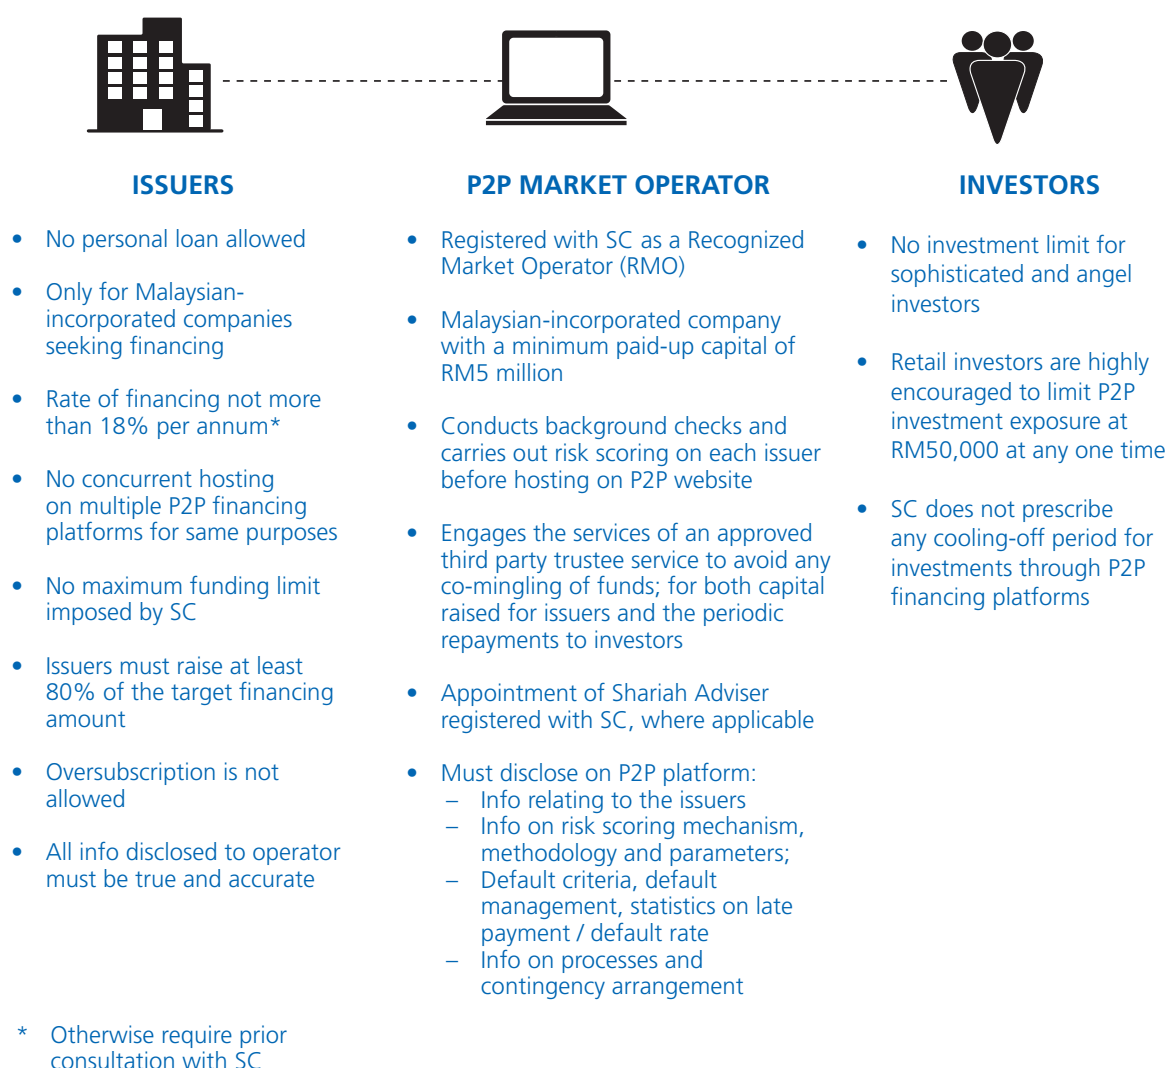 ISSUERS
• No personal loan allowed
• Only for Malaysian-
incorporated companies
seeking financing
• Rate of financing not more
than 18% per annum*
• No concurrent hosting
on multiple P2P financing
platforms for same purposes
• No maximum funding limit
imposed by SC
• Issuers must raise at least
80% of the target financing
amount
• Oversubscription is not
allowed
• All info disclosed to operator
must be true and accurate
* Otherwise require prior
consultation with SC
P2P MARKET OPERATOR
• Registered with SC as a Recognized
Market Operator (RMO)
• Malaysian-incorporated company
with a minimum paid-up capital of
RM5 million
• Conducts background checks and
carries out risk scoring on each issuer
before hosting on P2P website
• Engages the services of an approved
third party trustee service to avoid any
co-mingling of funds; for both capital
raised for issuers and the periodic
repayments to investors
• Appointment of Shariah Adviser
registered with SC, where applicable
• Must disclose on P2P platform:
– Info relating to the issuers
– Info on risk scoring mechanism,
methodology and parameters;
– Default criteria, default
management, statistics on late
payment / default rate
– Info on processes and
contingency arrangement
INVESTORS
• No investment limit for
sophisticated and angel
investors
• Retail investors are highly
encouraged to limit P2P
investment exposure at
RM50,000 at any one time
• SC does not prescribe
any cooling-off period for
investments through P2P
financing platforms